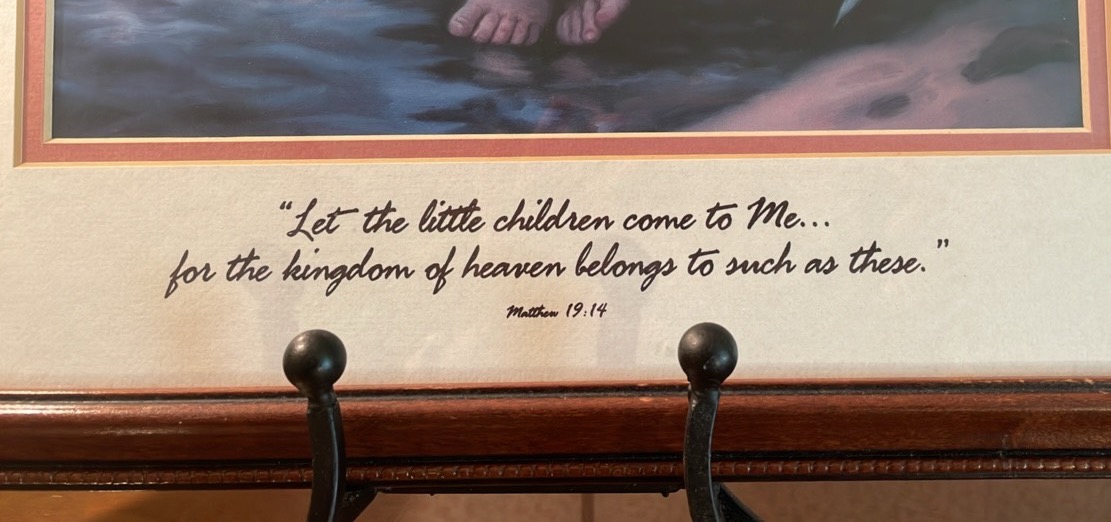 “Let the little children come to Me...
for the kingdom of heaven belongs to such as these.”
Matthew 19:14